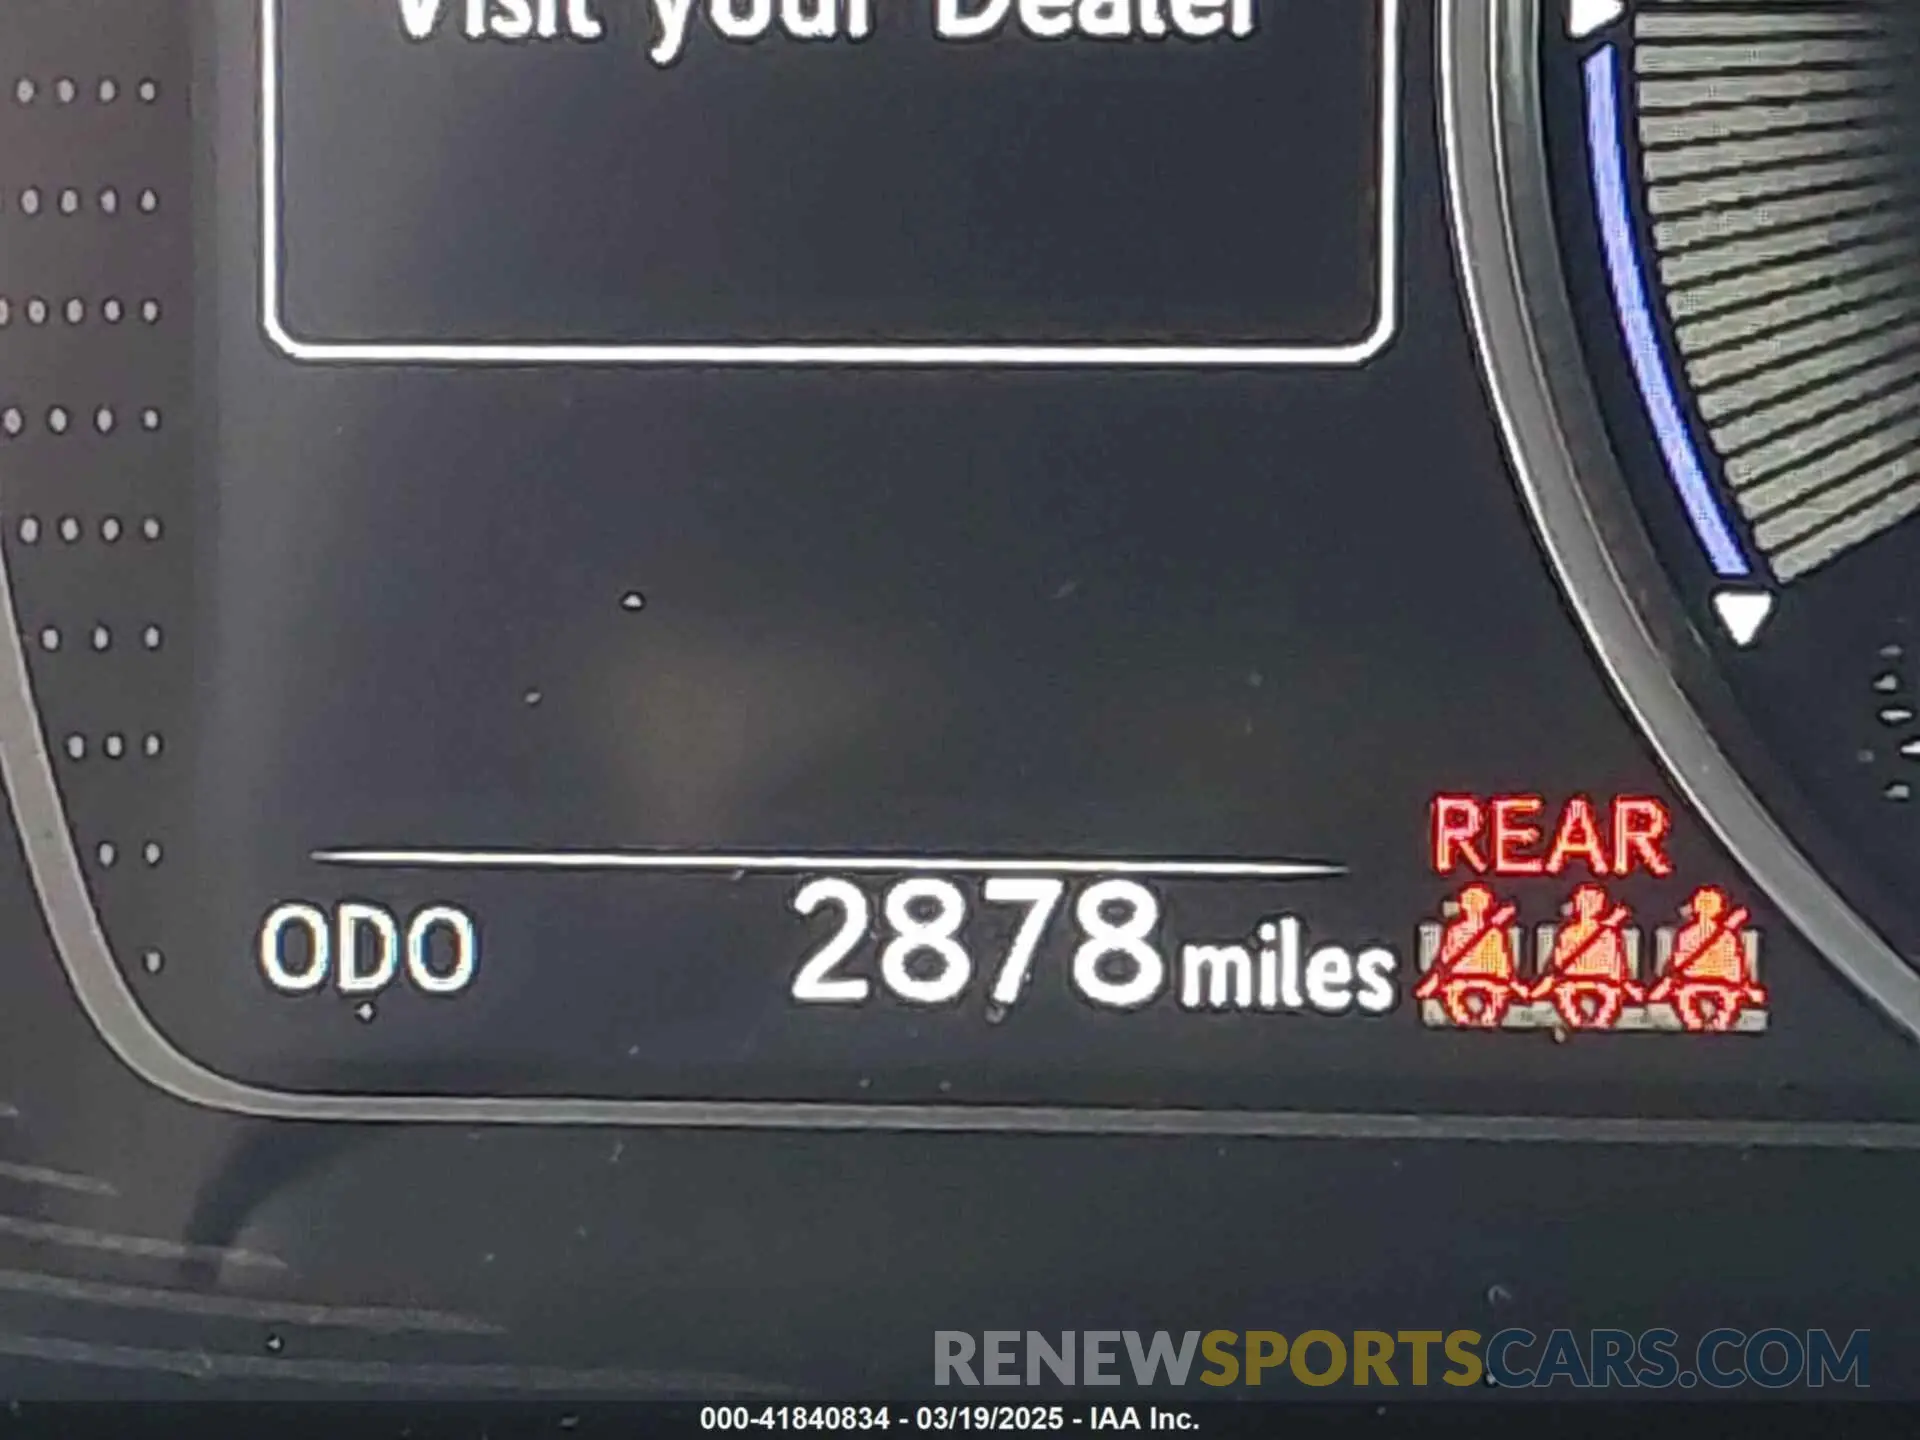 Visit your Dealer
REAR
ODO 2878 miles
RENEWSPORTSCARS.COM
000-41840834 - 03/19/2025 - IAA Inc.